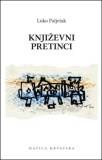 Luko Paljetak
KNJIŽEVNI
PRETINCI
MATICA HRVATSKA